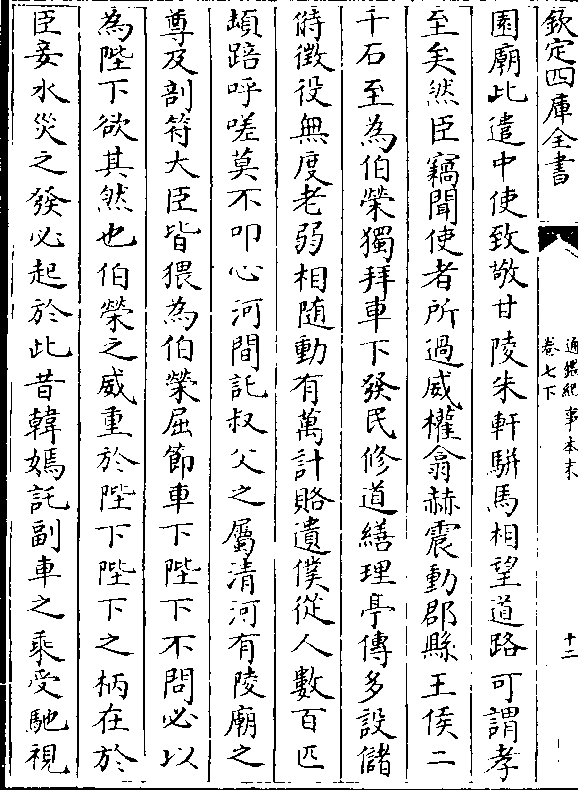 欽定四庫全書
通鑑紀事本末
卷七下
十二
園廟比遣中使致敬甘陵朱軒駢馬相望道路可謂孝
至矣然臣竊聞使者所過威權翕赫震動郡縣王侯二
千石至為伯榮獨拜車下發民修道繕理亭傳多設儲
偫徵役無度老弱相隨動有萬計賂遺僕從人數百匹
頓踣呼嗟莫不叩心河間託叔父之屬清河有陵廟之
尊及剖符大臣皆猥為伯榮屈節車下陛下不問必以
為陛下欲其然也伯榮之威重於陛下陛下之柄在於
臣妾水災之發必起於此昔韓嫣託副車之乘受馳視